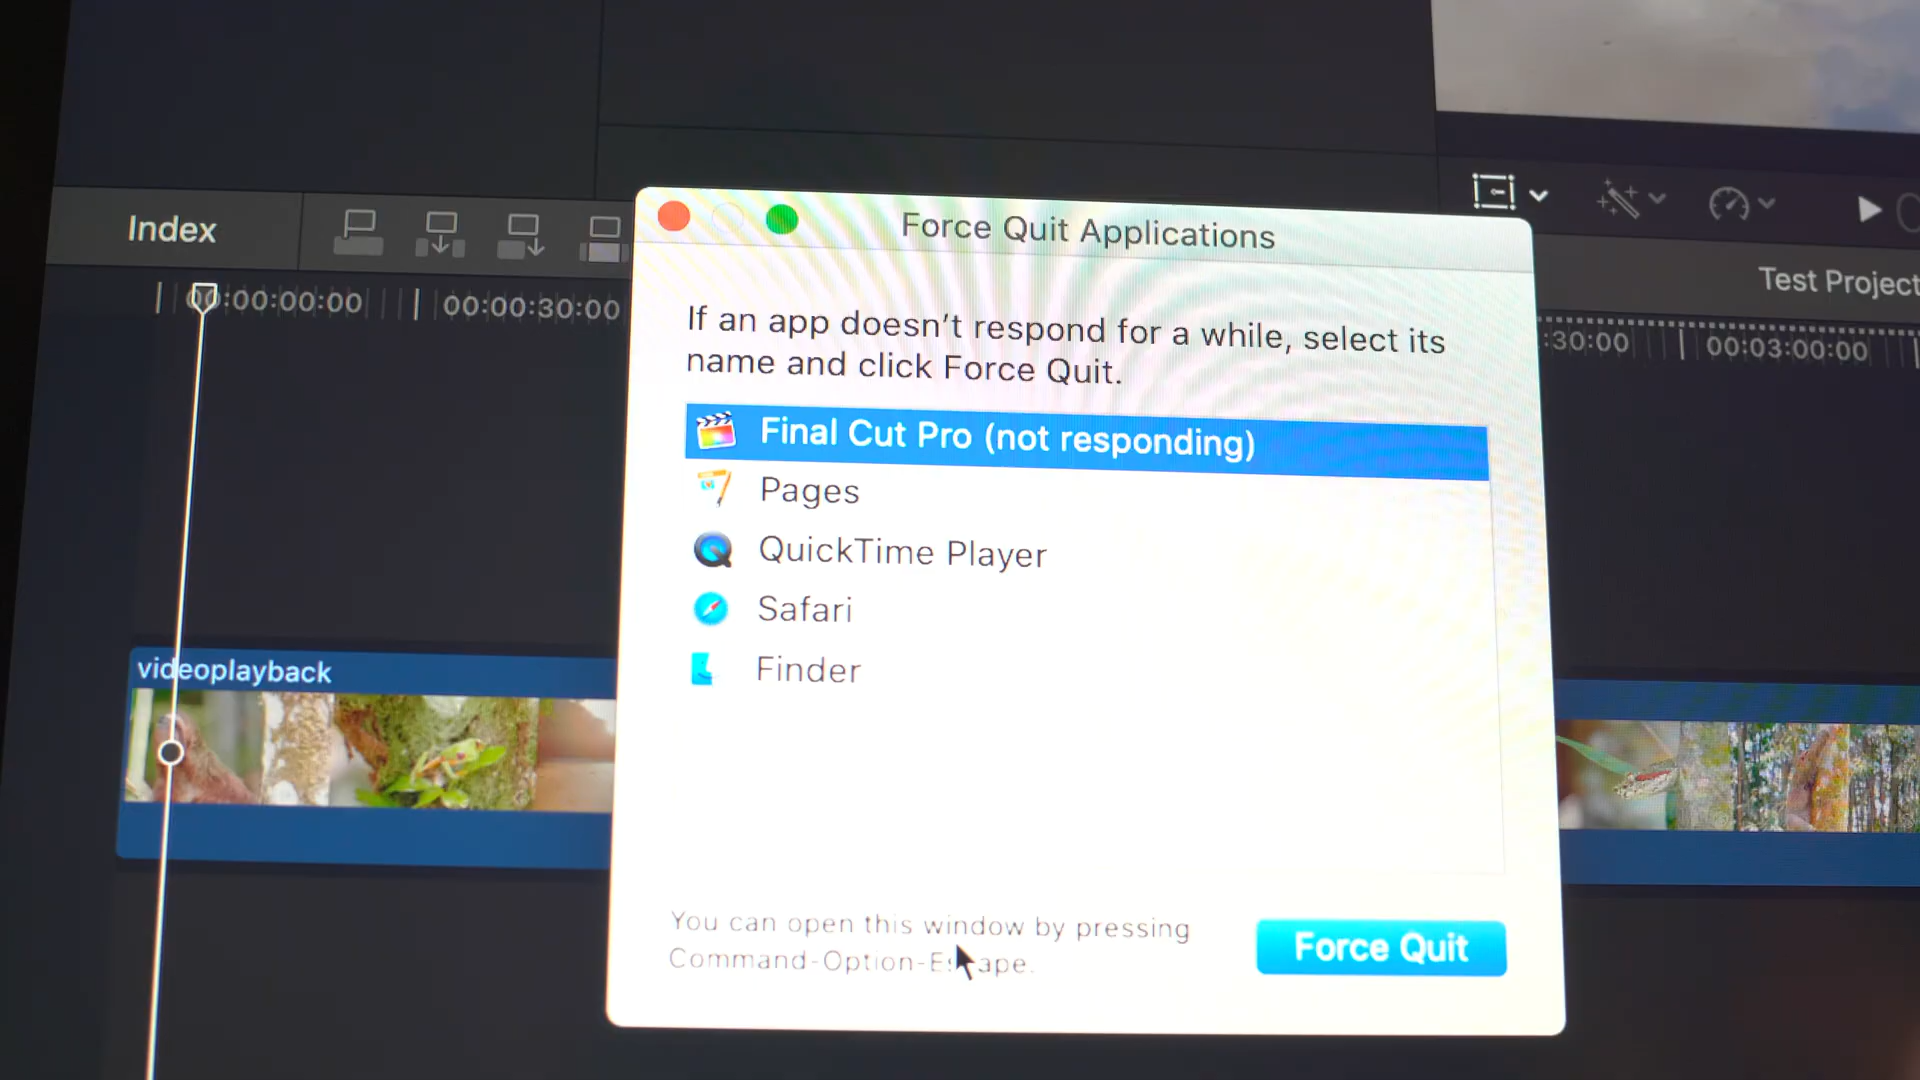 Index
Force Quit Applications
Test Project
00:00:00:00
00:00:30:00
:30:00
00:03:00:00
If an app doesn't respond for a while, select its
name and click Force Quit.
Final Cut Pro (not responding)
Pages
QuickTime Player
Safari
Finder
videoplayback
You can open this window by pressing
Command-Option-Escape.
Force Quit